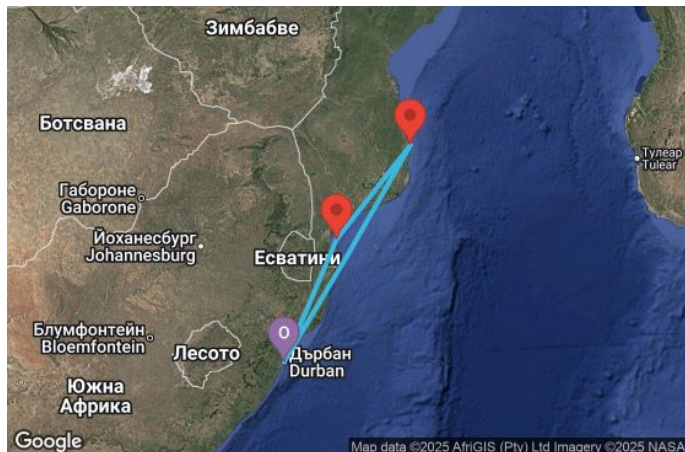 Зимбабве
Ботсвана
Тулеар
Tulear
Габороне
Gaborone
Йоханесбург
Johannesburg
Есватини
O
Блумфонтейн
Bloemfontein
Лесото
Дърбан
Durban
Южна
Африка
Google
Map data ©2025 AfriGIS (Pty) Ltd Imagery ©2025 NASA